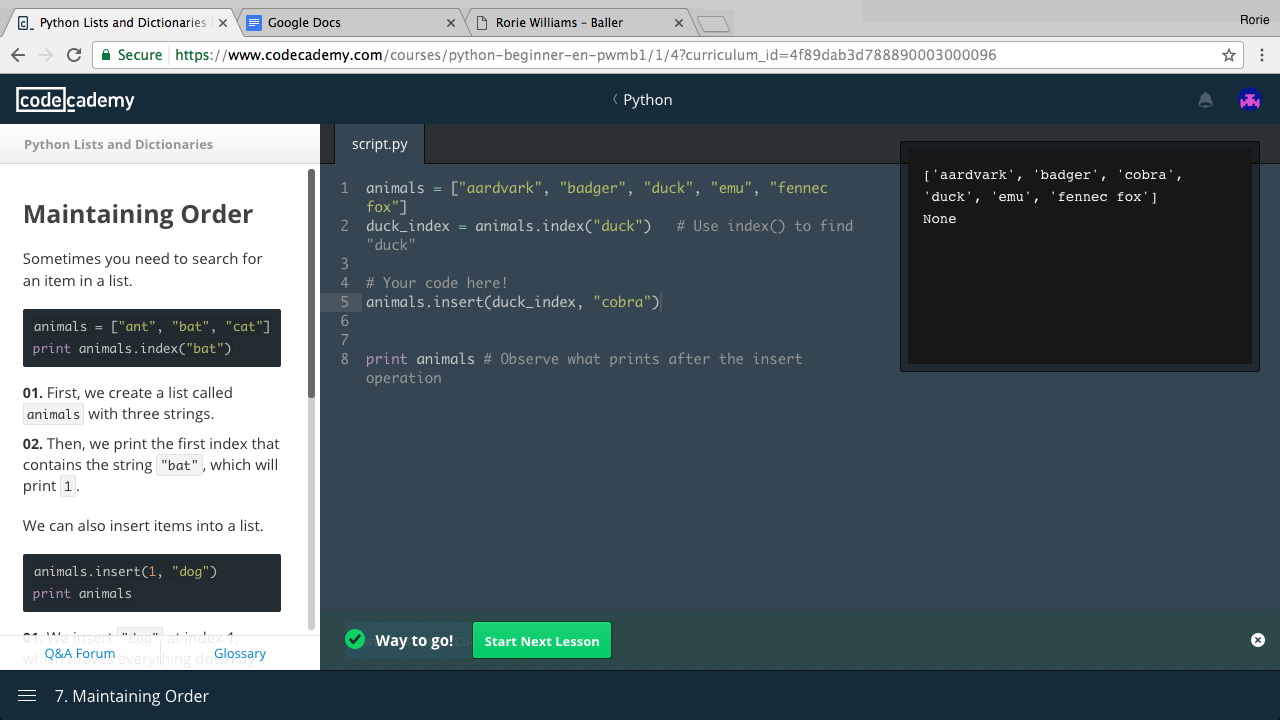 Python Lists and Dictionaries
Google Docs
Rorie Williams – Baller
Rorie
Secure
https://www.codecademy.com/courses/python-beginner-en-pwmb1/1/4?curriculum_id=4f89dab3d788890003000096
codecademy
Python
Python Lists and Dictionaries
Maintaining Order
Sometimes you need to search for
an item in a list.
animals = ["ant", "bat", "cat"]
print animals.index("bat")
01. First, we create a list called
animals with three strings.
02. Then, we print the first index that
contains the string "bat", which will
print 1.
We can also insert items into a list.
animals.insert(1, "dog")
print animals
01. We insert "dog" at index 1,
which moves everything down by 1.
Q&A Forum
Glossary
script.py
1 animals = ["aardvark", "badger", "duck", "emu", "fennec
fox"]
2 duck_index = animals.index("duck")   # Use index() to find
"duck"
3
4 # Your code here!
5 animals.insert(duck_index, "cobra")
6
7
8 print animals # Observe what prints after the insert
operation
['aardvark', 'badger', 'cobra',
'duck', 'emu', 'fennec fox']
None
Way to go!
Start Next Lesson
7. Maintaining Order